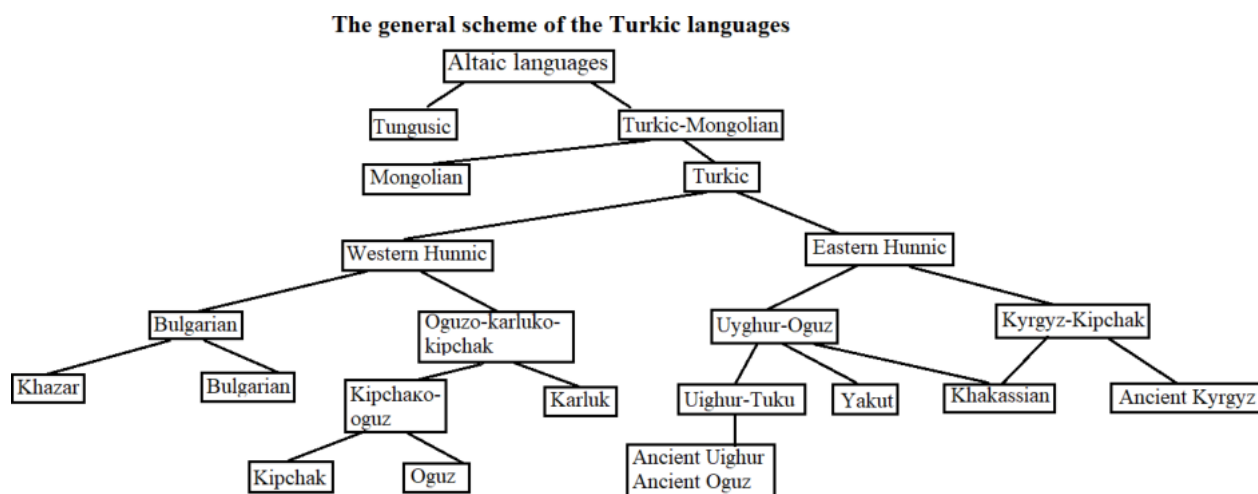 The general scheme of the Turkic languages
Altaic languages
Tungusic
Turkic-Mongolian
Mongolian
Turkic
Western Hunnic
Eastern Hunnic
Bulgarian
Oguzo-karluko-
kipchak
Uyghur-Oguz
Kyrgyz-Kipchak
Khazar
Bulgarian
Kipchaкo-
oguz
Karluk
Uighur-Tuku
Yakut
Khakassian
Ancient Kyrgyz
Kipchak
Oguz
Ancient Uighur
Ancient Oguz